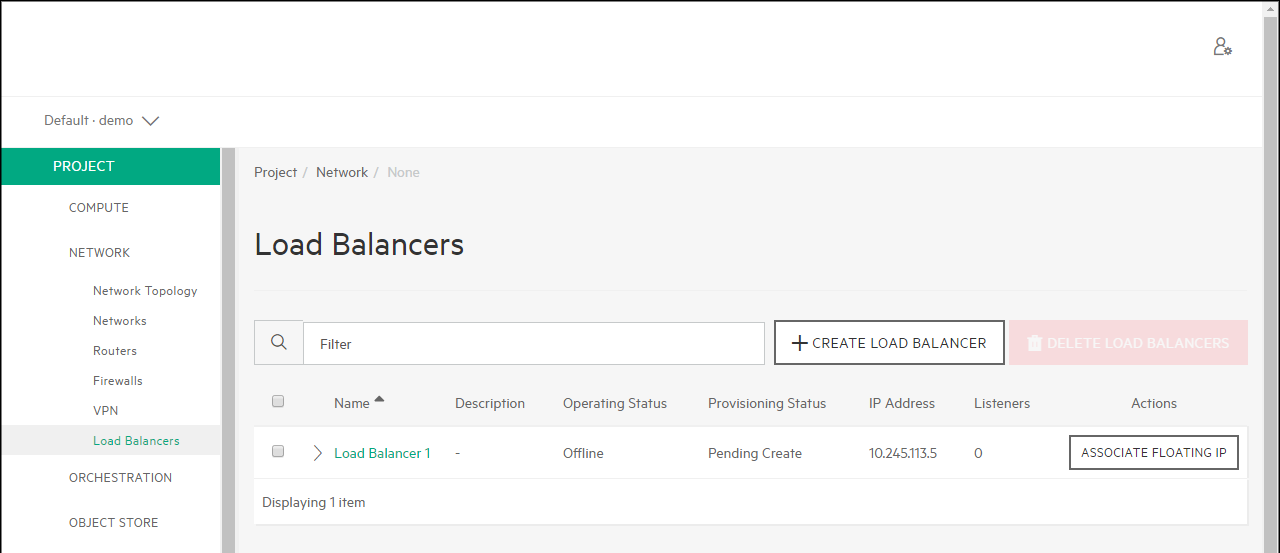 Default · demo
PROJECT
COMPUTE
NETWORK
Network Topology
Networks
Routers
Firewalls
VPN
Load Balancers
ORCHESTRATION
OBJECT STORE
Project / Network / None
Load Balancers
Filter
CREATE LOAD BALANCER
DELETE LOAD BALANCERS
Name Description Operating Status Provisioning Status IP Address Listeners Actions
Load Balancer 1 - Offline Pending Create 10.245.113.5 0 ASSOCIATE FLOATING IP
Displaying 1 item